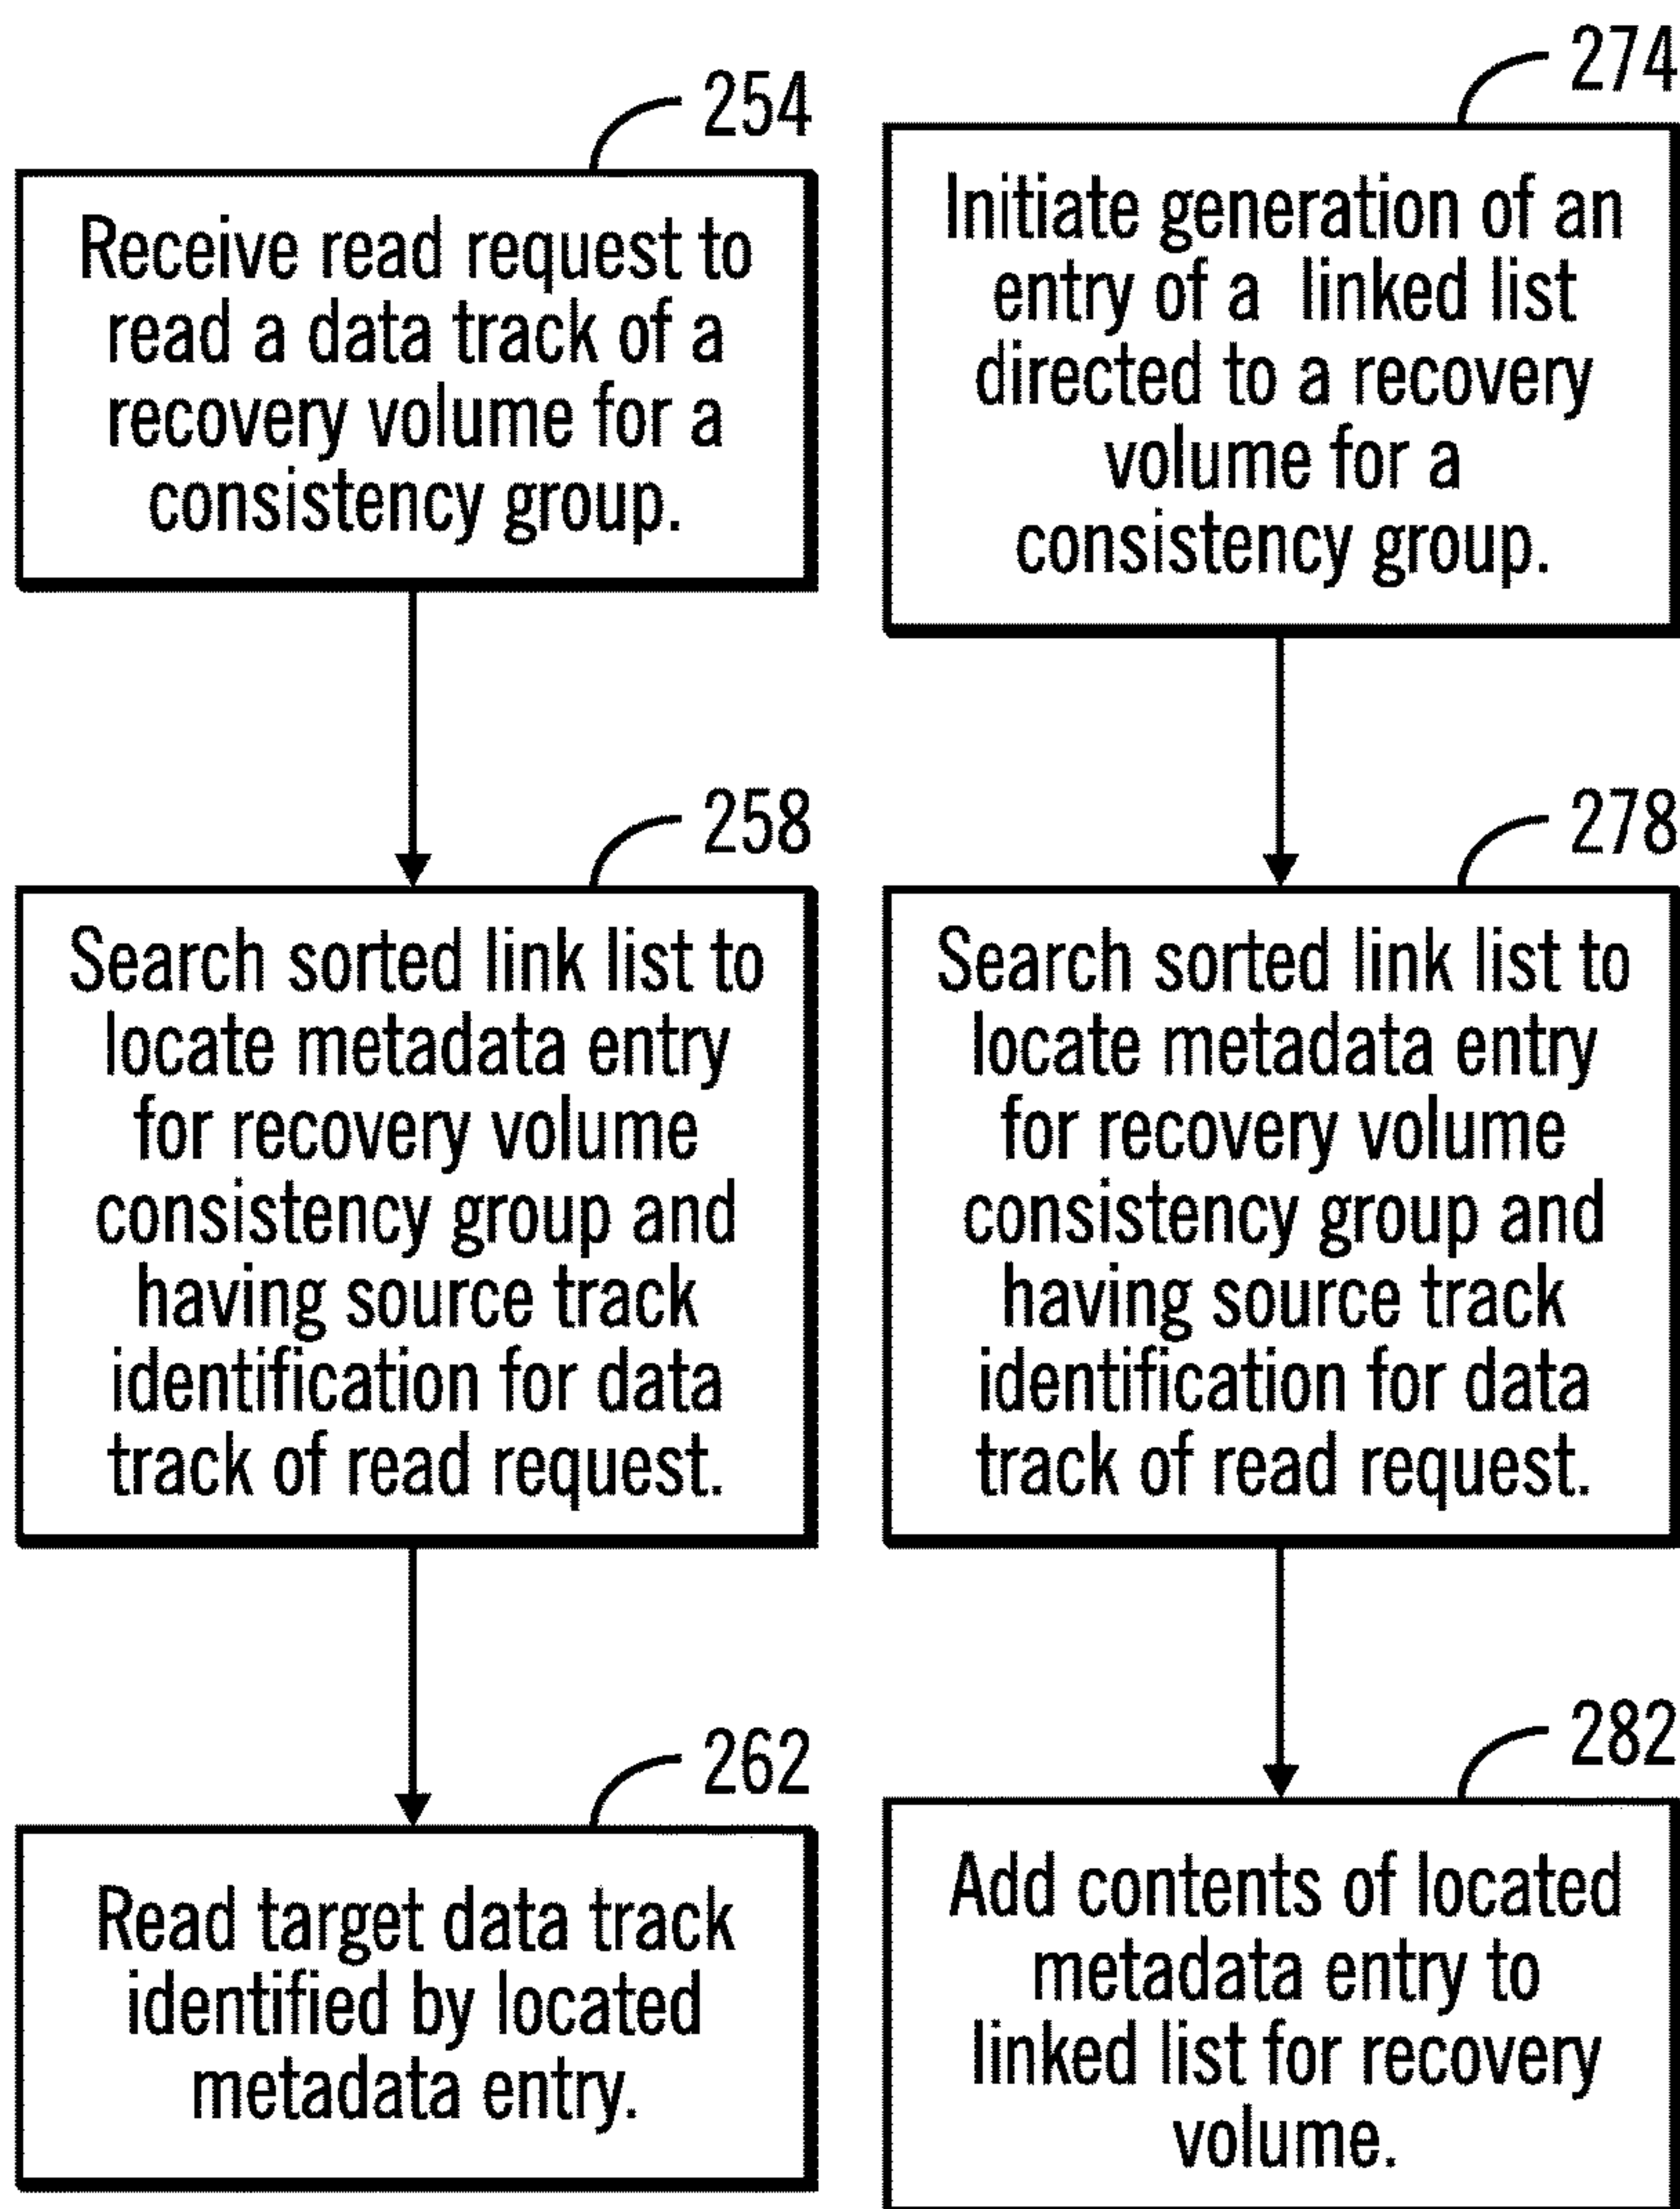 254
Receive read request to
read a data track of a
recovery volume for a
consistency group.
258
Search sorted link list to
locate metadata entry
for recovery volume
consistency group and
having source track
identification for data
track of read request.
262
Read target data track
identified by located
metadata entry.
274
Initiate generation of an
entry of a linked list
directed to a recovery
volume for a
consistency group.
278
Search sorted link list to
locate metadata entry
for recovery volume
consistency group and
having source track
identification for data
track of read request.
282
Add contents of located
metadata entry to
linked list for recovery
volume.